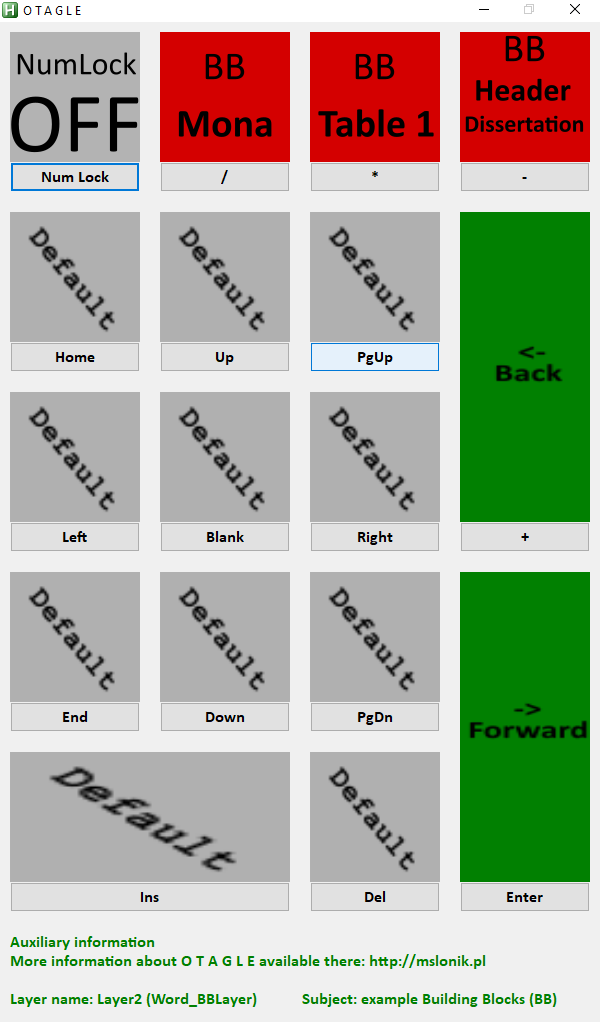 O T A G L E
NumLock
OFF
BB
Mona
BB
Table 1
BB
Header
Dissertation
Num Lock
/
*
-
Default
Default
Default
<-
Back
Home
Up
PgUp
Default
Default
Default
Left
Blank
Right
+
Default
Default
Default
->
Forward
End
Down
PgDn
Default
Default
Ins
Del
Enter
Auxiliary information
More information about O T A G L E available there: http://mslonik.pl
Layer name: Layer2 (Word_BBLayer)
Subject: example Building Blocks (BB)